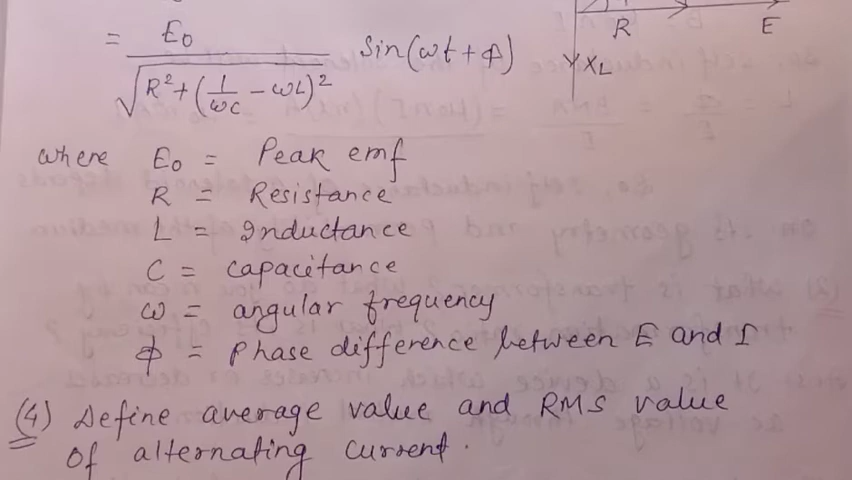 R E
X_L
= E₀ / √(R² + (1/ωC - ωL)²) Sin(ωt + φ)
where E₀ = Peak emf
R = Resistance
L = Inductance
C = capacitance
ω = angular frequency
φ = Phase difference between E and I
(4) Define average value and RMS value
of alternating current.